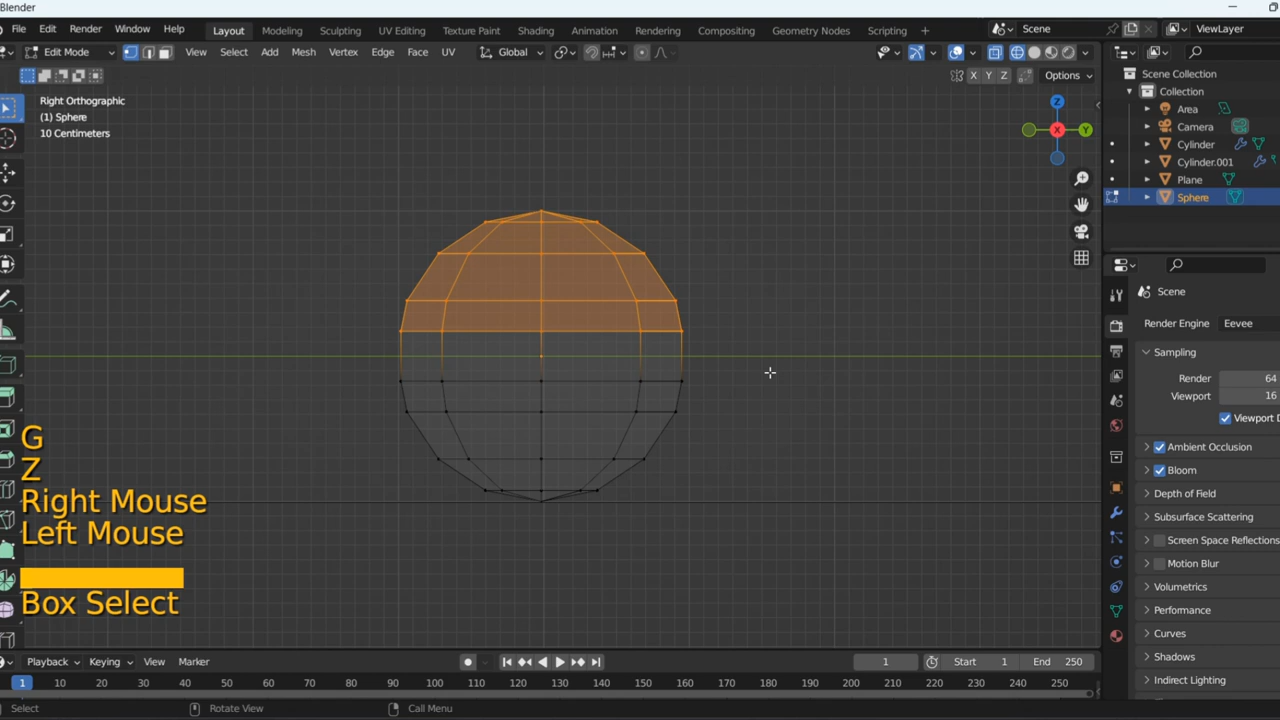 Blender
File Edit Render Window Help Layout Modeling Sculpting UV Editing Texture Paint Shading Animation Rendering Compositing Geometry Nodes Scripting + Scene ViewLayer
Edit Mode View Select Add Mesh Vertex Edge Face UV Global
X Y Z Options
Right Orthographic
(1) Sphere
10 Centimeters
Z
X
Y
Scene Collection
Collection
Area
Camera
Cylinder
Cylinder.001
Plane
Sphere
Scene
Render Engine Eevee
Sampling
Render 64
Viewport 16
Viewport D
Ambient Occlusion
Bloom
Depth of Field
Subsurface Scattering
Screen Space Reflections
Motion Blur
Volumetrics
Performance
Curves
Shadows
Indirect Lighting
G
Z
Right Mouse
Left Mouse
Box Select
Playback Keying View Marker 1 Start 1 End 250
1 10 20 30 40 50 60 70 80 90 100 110 120 130 140 150 160 170 180 190 200 210 220 230 240 250
Select Rotate View Call Menu